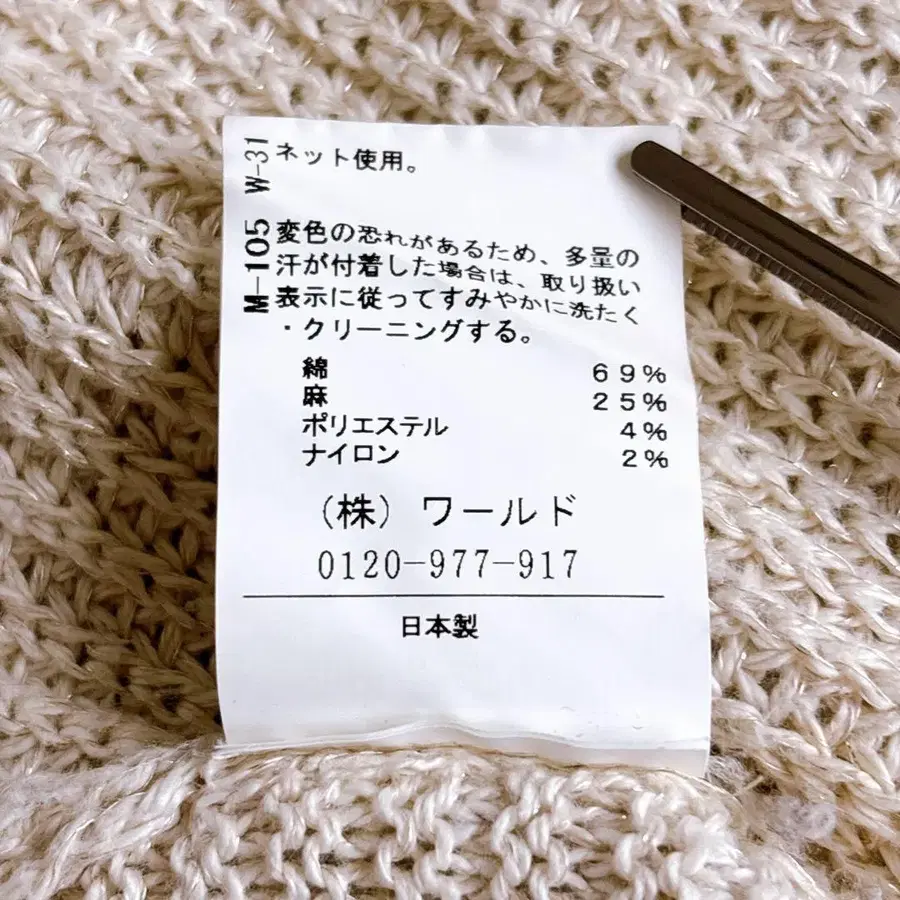 W-31
M-105
ネット使用。
変色の恐れがあるため、多量の
汗が付着した場合は、取り扱い
表示に従ってすみやかに洗たく
・クリーニングする。
綿 69%
麻 25%
ポリエステル 4%
ナイロン 2%
(株) ワールド
0120-977-917
日本製